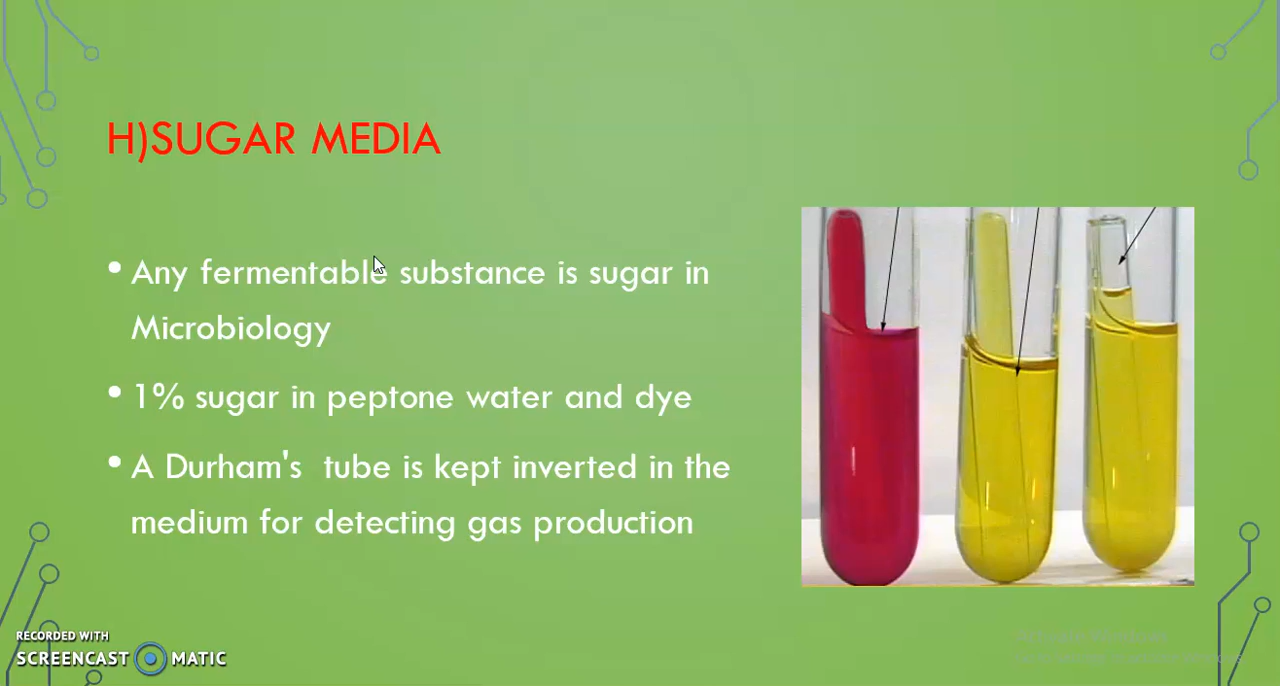 H)SUGAR MEDIA
• Any fermentable substance is sugar in
Microbiology
• 1% sugar in peptone water and dye
• A Durham's  tube is kept inverted in the
medium for detecting gas production
RECORDED WITH
SCREENCAST MATIC